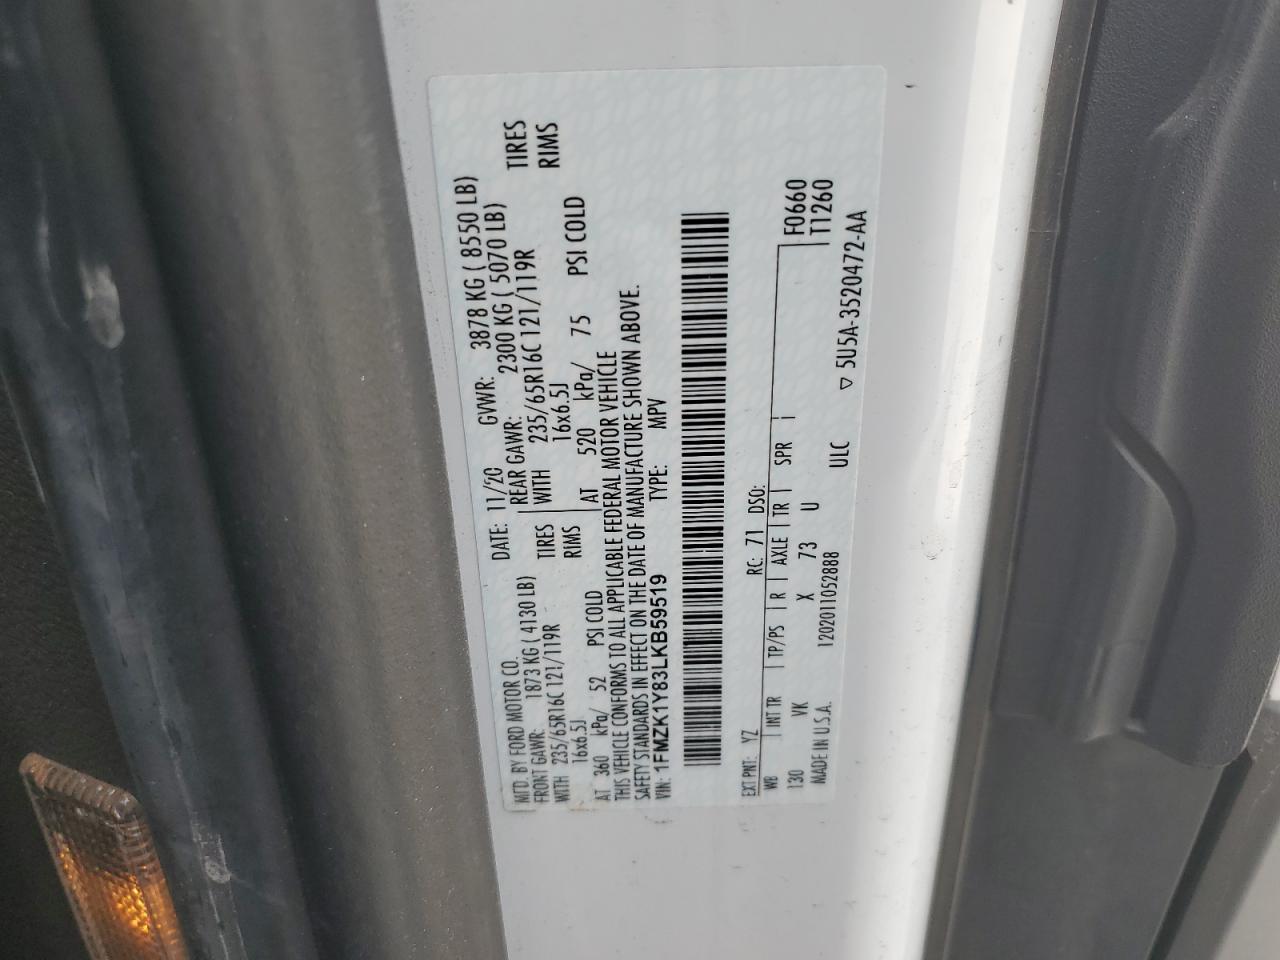 MFD. BY FORD MOTOR CO. DATE: 11/20 GVWR: 3878 KG ( 8550 LB)
FRONT GAWR: 1873 KG ( 4130 LB) REAR GAWR: 2300 KG ( 5070 LB)
WITH 235/65R16C 121/119R TIRES WITH 235/65R16C 121/119R TIRES
16x6.5J RIMS 16x6.5J RIMS
AT 360 kPa/ 52 PSI COLD AT 520 kPa/ 75 PSI COLD
THIS VEHICLE CONFORMS TO ALL APPLICABLE FEDERAL MOTOR VEHICLE
SAFETY STANDARDS IN EFFECT ON THE DATE OF MANUFACTURE SHOWN ABOVE.
VIN: 1FMZK1Y83LKB59519 TYPE: MPV
EXT PNT: YZ RC: 71 DSO:
WB INT TR TP/PS R AXLE TR SPR F0660
130 VK X 73 U T1260
MADE IN U.S.A. 1202011052888 ULC ▽ 5U5A-3520472-AA